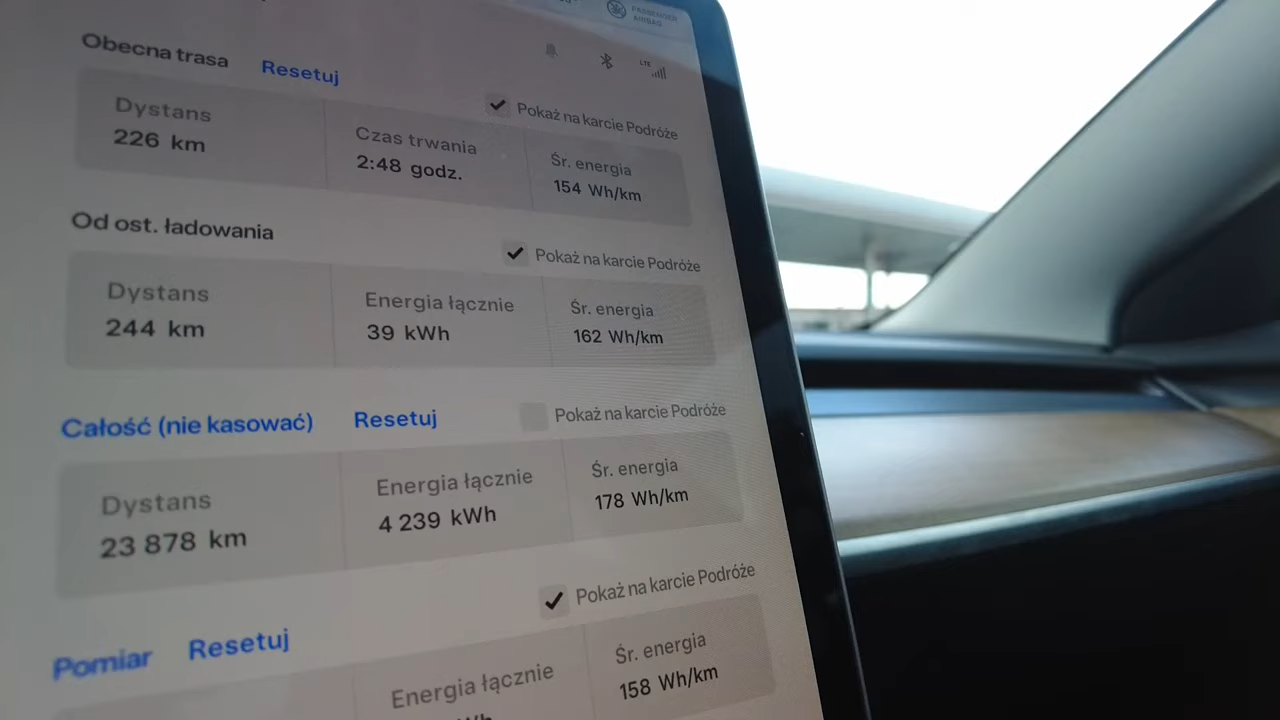 PASSENGER
AIRBAG
LTE
Obecna trasa Resetuj
Pokaż na karcie Podróże
Dystans Czas trwania Śr. energia
226 km 2:48 godz. 154 Wh/km
Od ost. ładowania
Pokaż na karcie Podróże
Dystans Energia łącznie Śr. energia
244 km 39 kWh 162 Wh/km
Całość (nie kasować) Resetuj
Pokaż na karcie Podróże
Dystans Energia łącznie Śr. energia
23 878 km 4 239 kWh 178 Wh/km
Pomiar Resetuj
Pokaż na karcie Podróże
Energia łącznie Śr. energia
158 Wh/km